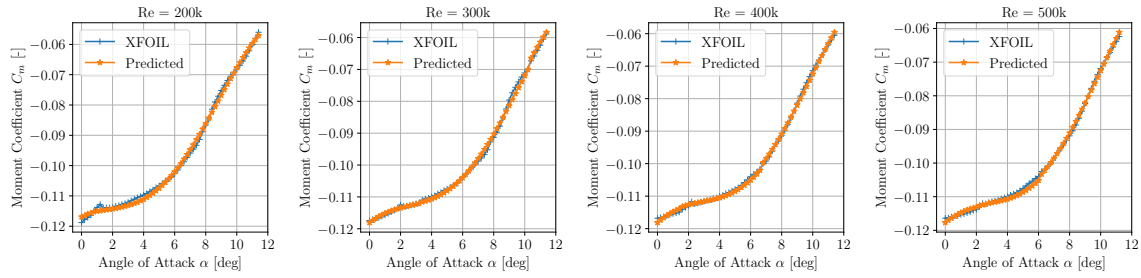 Re = 200k
Moment Coefficient C_m [-]
−0.06
−0.07
−0.08
−0.09
−0.10
−0.11
−0.12
XFOIL
Predicted
0 2 4 6 8 10 12
Angle of Attack α [deg]
Re = 300k
Moment Coefficient C_m [-]
−0.06
−0.07
−0.08
−0.09
−0.10
−0.11
−0.12
XFOIL
Predicted
0 2 4 6 8 10 12
Angle of Attack α [deg]
Re = 400k
Moment Coefficient C_m [-]
−0.06
−0.07
−0.08
−0.09
−0.10
−0.11
−0.12
XFOIL
Predicted
0 2 4 6 8 10 12
Angle of Attack α [deg]
Re = 500k
Moment Coefficient C_m [-]
−0.06
−0.07
−0.08
−0.09
−0.10
−0.11
−0.12
XFOIL
Predicted
0 2 4 6 8 10 12
Angle of Attack α [deg]